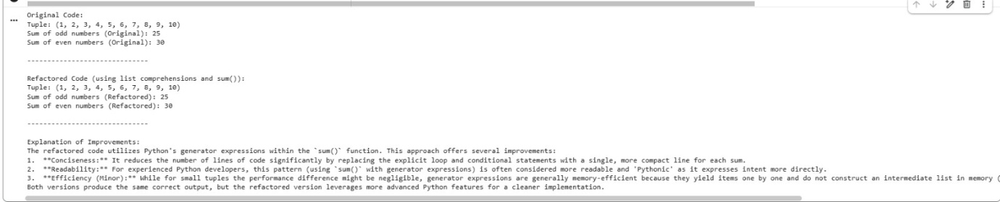 Original Code:
Tuple: (1, 2, 3, 4, 5, 6, 7, 8, 9, 10)
Sum of odd numbers (Original): 25
Sum of even numbers (Original): 30
------------------------------
Refactored Code (using list comprehensions and sum()):
Tuple: (1, 2, 3, 4, 5, 6, 7, 8, 9, 10)
Sum of odd numbers (Refactored): 25
Sum of even numbers (Refactored): 30
------------------------------
Explanation of Improvements:
The refactored code utilizes Python's generator expressions within the `sum()` function. This approach offers several improvements:
1.  **Conciseness:** It reduces the number of lines of code significantly by replacing the explicit loop and conditional statements with a single, more compact line for each sum.
2.  **Readability:** For experienced Python developers, this pattern (using `sum()` with generator expressions) is often considered more readable and 'Pythonic' as it expresses intent more directly.
3.  **Efficiency (Minor):** While for small tuples the performance difference might be negligible, generator expressions are generally memory-efficient because they yield items one by one and do not construct an intermediate list in memory (
Both versions produce the same correct output, but the refactored version leverages more advanced Python features for a cleaner implementation.